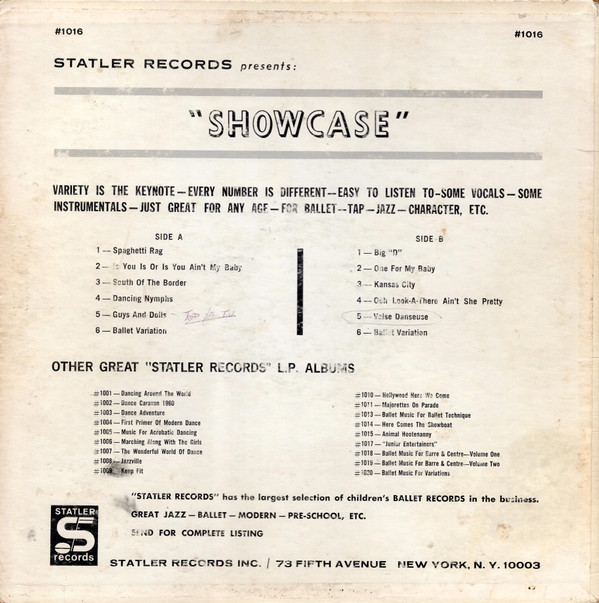 #1016
#1016
STATLER RECORDS presents:
"SHOWCASE"
VARIETY IS THE KEYNOTE—EVERY NUMBER IS DIFFERENT—EASY TO LISTEN TO—SOME VOCALS—SOME
INSTRUMENTALS—JUST GREAT FOR ANY AGE—FOR BALLET—TAP—JAZZ—CHARACTER, ETC.
SIDE A
1 — Spaghetti Rag
2 — Is You Is Or Is You Ain't My Baby
3 — South Of The Border
4 — Dancing Nymphs
5 — Guys And Dolls
6 — Ballet Variation
SIDE B
1 — Big "D"
2 — One For My Baby
3 — Kansas City
4 — Ooh Look-A-There Ain't She Pretty
5 — Valse Danseuse
6 — Ballet Variation
OTHER GREAT "STATLER RECORDS" L.P. ALBUMS
#1001 — Dancing Around The World
#1002 — Dance Caravan 1960
#1003 — Dance Adventure
#1004 — First Primer Of Modern Dance
#1005 — Music For Acrobatic Dancing
#1006 — Marching Along With The Girls
#1007 — The Wonderful World Of Dance
#1008 — Jazzville
#1009 — Keep Fit
#1010 — Hollywood Here We Come
#1011 — Majorettes On Parade
#1013 — Ballet Music For Ballet Technique
#1014 — Here Comes The Showboat
#1015 — Animal Hootenanny
#1017 — "Junior Entertainers"
#1018 — Ballet Music For Barre & Centre—Volume One
#1019 — Ballet Music For Barre & Centre—Volume Two
#1020 — Ballet Music For Variations
"STATLER RECORDS" has the largest selection of children's BALLET RECORDS in the business.
GREAT JAZZ — BALLET — MODERN — PRE-SCHOOL, ETC.
SEND FOR COMPLETE LISTING
STATLER
S
records
STATLER RECORDS INC. / 73 FIFTH AVENUE NEW YORK, N. Y. 10003